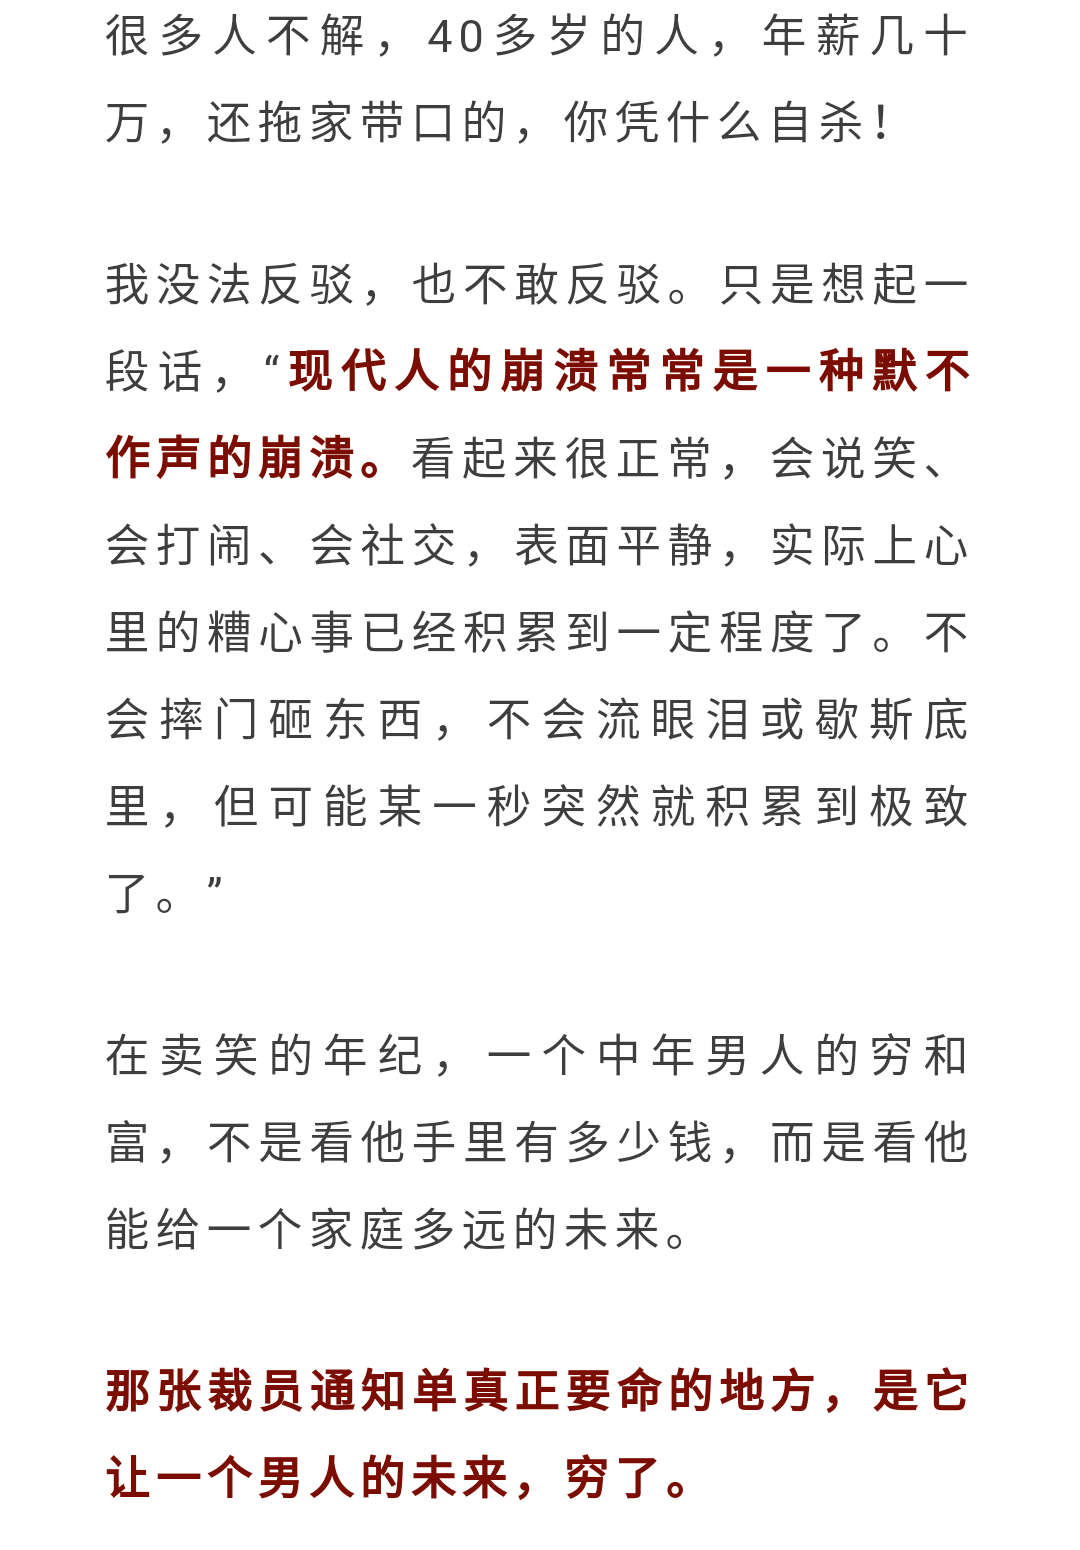 很多人不解，40多岁的人，年薪几十
万，还拖家带口的，你凭什么自杀！
我没法反驳，也不敢反驳。只是想起一
段话，“现代人的崩溃常常是一种默不
作声的崩溃。看起来很正常，会说笑、
会打闹、会社交，表面平静，实际上心
里的糟心事已经积累到一定程度了。不
会摔门砸东西，不会流眼泪或歇斯底
里，但可能某一秒突然就积累到极致
了。”
在卖笑的年纪，一个中年男人的穷和
富，不是看他手里有多少钱，而是看他
能给一个家庭多远的未来。
那张裁员通知单真正要命的地方，是它
让一个男人的未来，穷了。